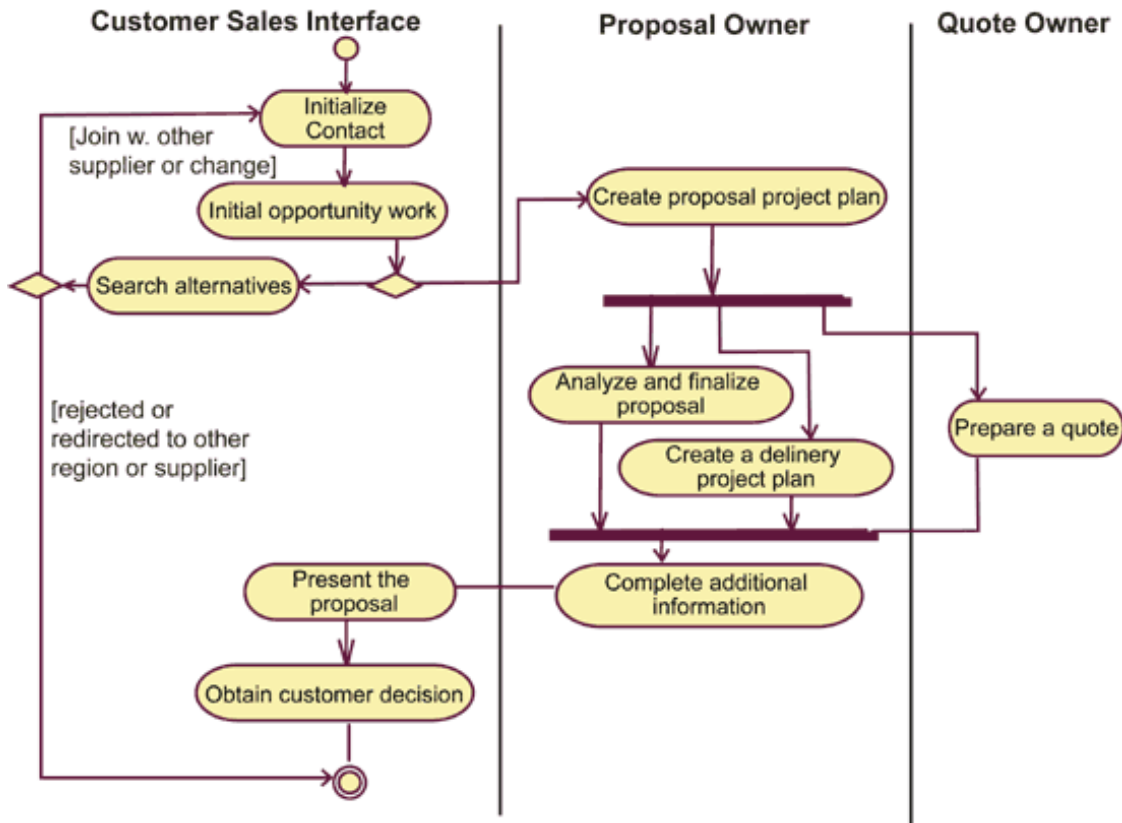 Customer Sales Interface
Proposal Owner
Quote Owner
Initialize
Contact
[Join w. other
supplier or change]
Initial opportunity work
Create proposal project plan
Search alternatives
Analyze and finalize
proposal
[rejected or
redirected to other
region or supplier]
Prepare a quote
Create a delinery
project plan
Present the
proposal
Complete additional
information
Obtain customer decision